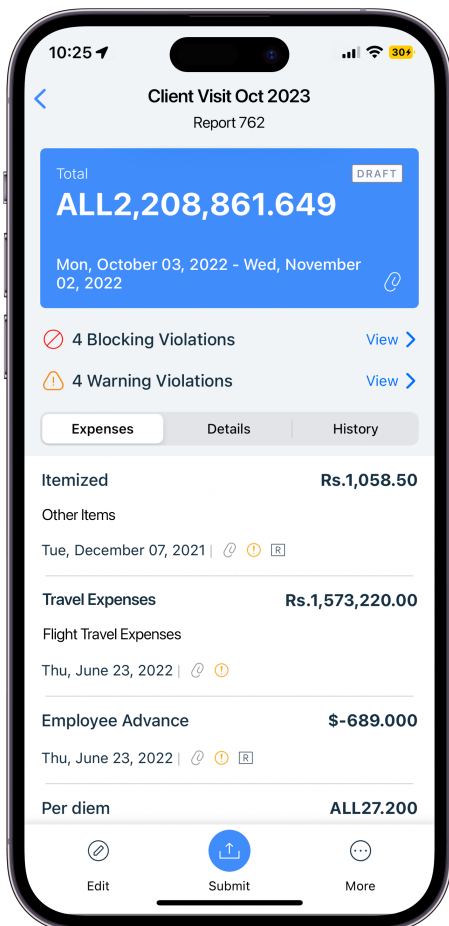 10:25
30
Client Visit Oct 2023
Report 762
Total
DRAFT
ALL2,208,861.649
Mon, October 03, 2022 - Wed, November
02, 2022
4 Blocking Violations
View
4 Warning Violations
View
Expenses
Details
History
Itemized
Rs.1,058.50
Other Items
Tue, December 07, 2021 |
R
Travel Expenses
Rs.1,573,220.00
Flight Travel Expenses
Thu, June 23, 2022 |
Employee Advance
$-689.000
Thu, June 23, 2022 |
R
Per diem
ALL27.200
Edit
Submit
More